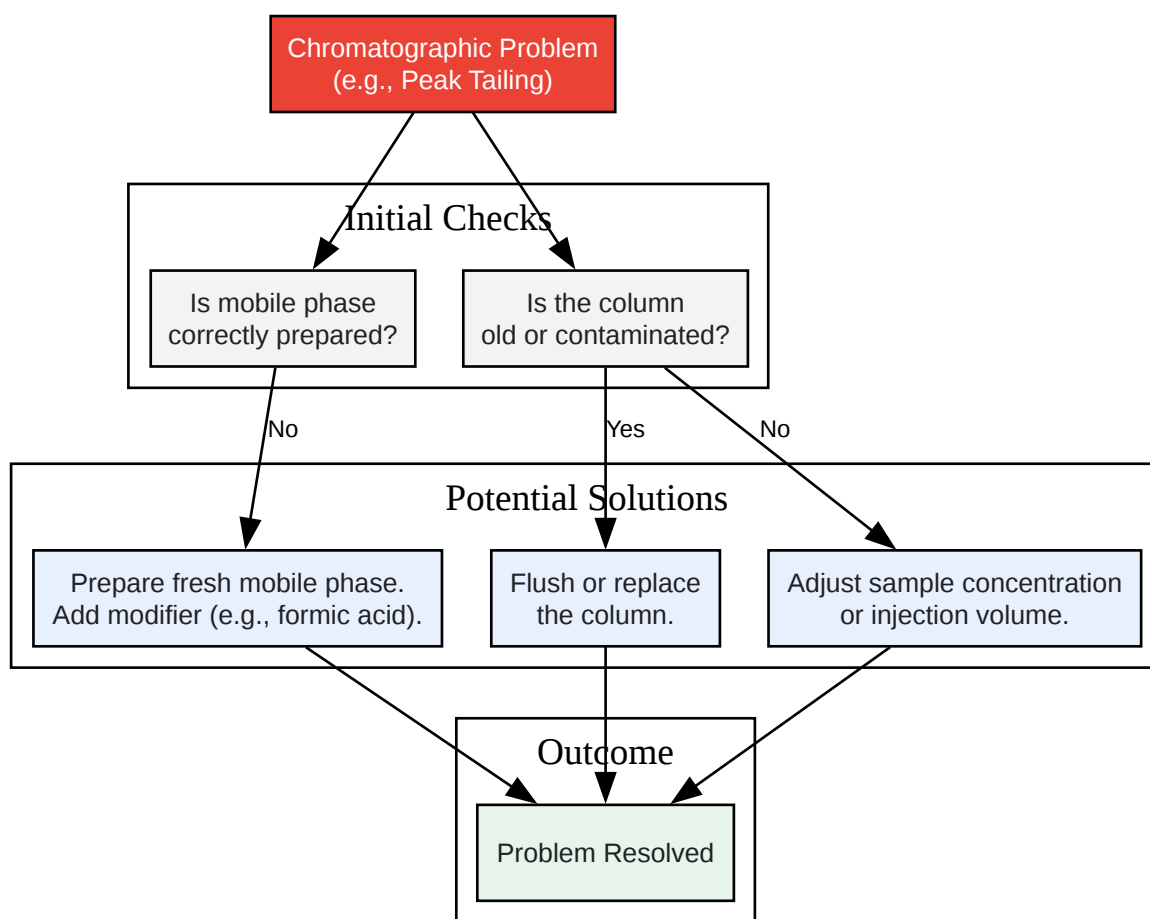 Chromatographic Problem
(e.g., Peak Tailing)
Initial Checks
Is mobile phase
correctly prepared?
Is the column
old or contaminated?
No
Yes
No
Potential Solutions
Prepare fresh mobile phase.
Add modifier (e.g., formic acid).
Flush or replace
the column.
Adjust sample concentration
or injection volume.
Outcome
Problem Resolved